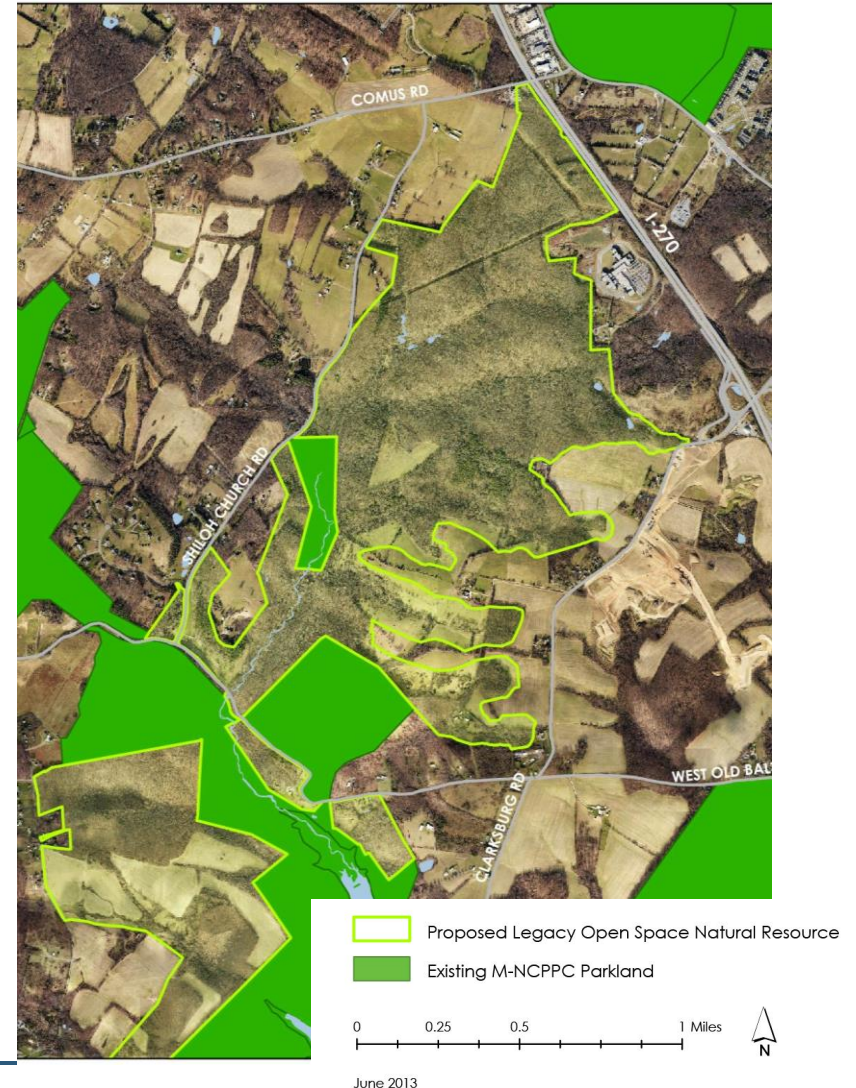 COMUS RD
I-270
SHILOH CHURCH RD
WEST OLD BAL
CLARKSBURG RD
Proposed Legacy Open Space Natural Resource
Existing M-NCPPC Parkland
0 0.25 0.5 1 Miles
N
June 2013